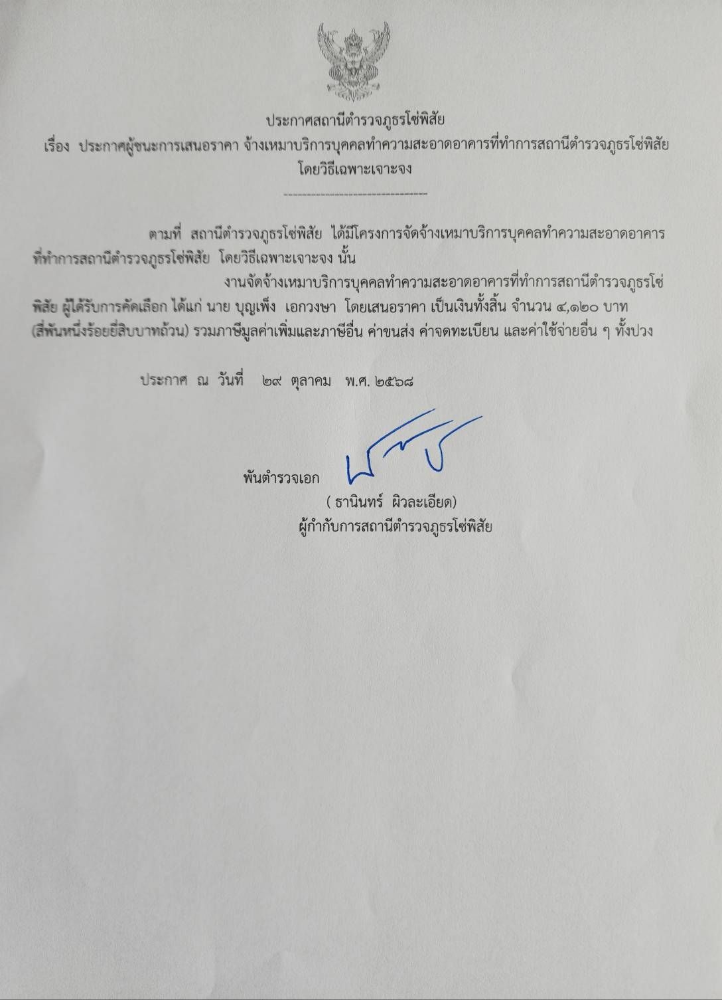 ประกาศสถานีตำรวจภูธรโซ่พิสัย
เรื่อง ประกาศผู้ชนะการเสนอราคา จ้างเหมาบริการบุคคลทำความสะอาดอาคารที่ทำการสถานีตำรวจภูธรโซ่พิสัย
โดยวิธีเฉพาะเจาะจง
-------------------------------
ตามที่ สถานีตำรวจภูธรโซ่พิสัย ได้มีโครงการจัดจ้างเหมาบริการบุคคลทำความสะอาดอาคาร
ที่ทำการสถานีตำรวจภูธรโซ่พิสัย โดยวิธีเฉพาะเจาะจง นั้น
งานจัดจ้างเหมาบริการบุคคลทำความสะอาดอาคารที่ทำการสถานีตำรวจภูธรโซ่
พิสัย ผู้ได้รับการคัดเลือก ได้แก่ นาย บุญเพ็ง เอกวงษา โดยเสนอราคา เป็นเงินทั้งสิ้น จำนวน ๔,๑๒๐ บาท
(สี่พันหนึ่งร้อยยี่สิบบาทถ้วน) รวมภาษีมูลค่าเพิ่มและภาษีอื่น ค่าขนส่ง ค่าจดทะเบียน และค่าใช้จ่ายอื่น ๆ ทั้งปวง
ประกาศ ณ วันที่ ๒๙ ตุลาคม พ.ศ. ๒๕๖๘
พันตำรวจเอก
( ธานินทร์ ผิวละเอียด)
ผู้กำกับการสถานีตำรวจภูธรโซ่พิสัย